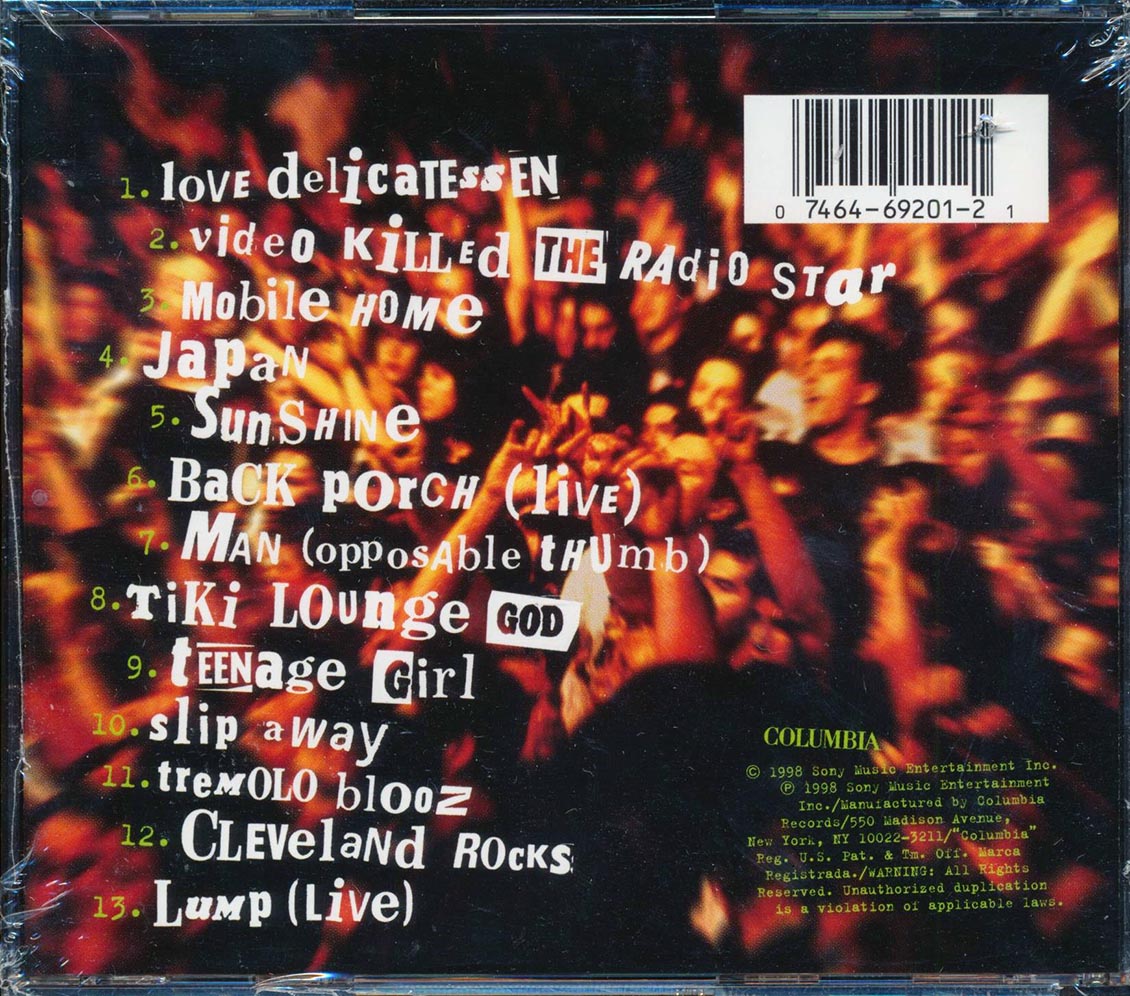 1. love delicatessen
2. video killed the radio star
3. Mobile home
4. Japan
5. Sunshine
6. Back porch (live)
7. Man (opposable thumb)
8. Tiki Lounge GOD
9. teenage Girl
10. slip away
11. tremolo blooz
12. Cleveland Rocks
13. Lump (Live)
0 7464-69201-2 1
COLUMBIA
© 1998 Sony Music Entertainment Inc.
℗ 1998 Sony Music Entertainment
Inc./Manufactured by Columbia
Records/550 Madison Avenue,
New York, NY 10022-3211/"Columbia"
Reg. U.S. Pat. & Tm. Off. Marca
Registrada./WARNING: All Rights
Reserved. Unauthorized duplication
is a violation of applicable laws.